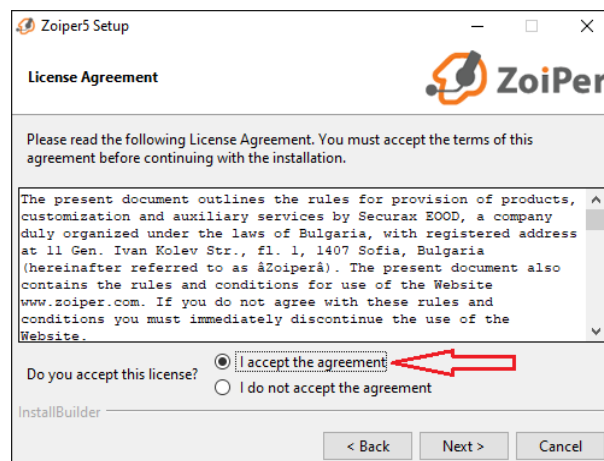 Zoiper5 Setup
License Agreement
ZoiPer
Please read the following License Agreement. You must accept the terms of this
agreement before continuing with the installation.
The present document outlines the rules for provision of products,
customization and auxiliary services by Securax EOOD, a company
duly organized under the laws of Bulgaria, with registered address
at 11 Gen. Ivan Kolev Str., fl. 1, 1407 Sofia, Bulgaria
(hereinafter referred to as âZoiperâ). The present document also
contains the rules and conditions for use of the Website
www.zoiper.com. If you do not agree with these rules and
conditions you must immediately discontinue the use of the
Website.
Do you accept this license?
I accept the agreement
I do not accept the agreement
InstallBuilder
< Back
Next >
Cancel